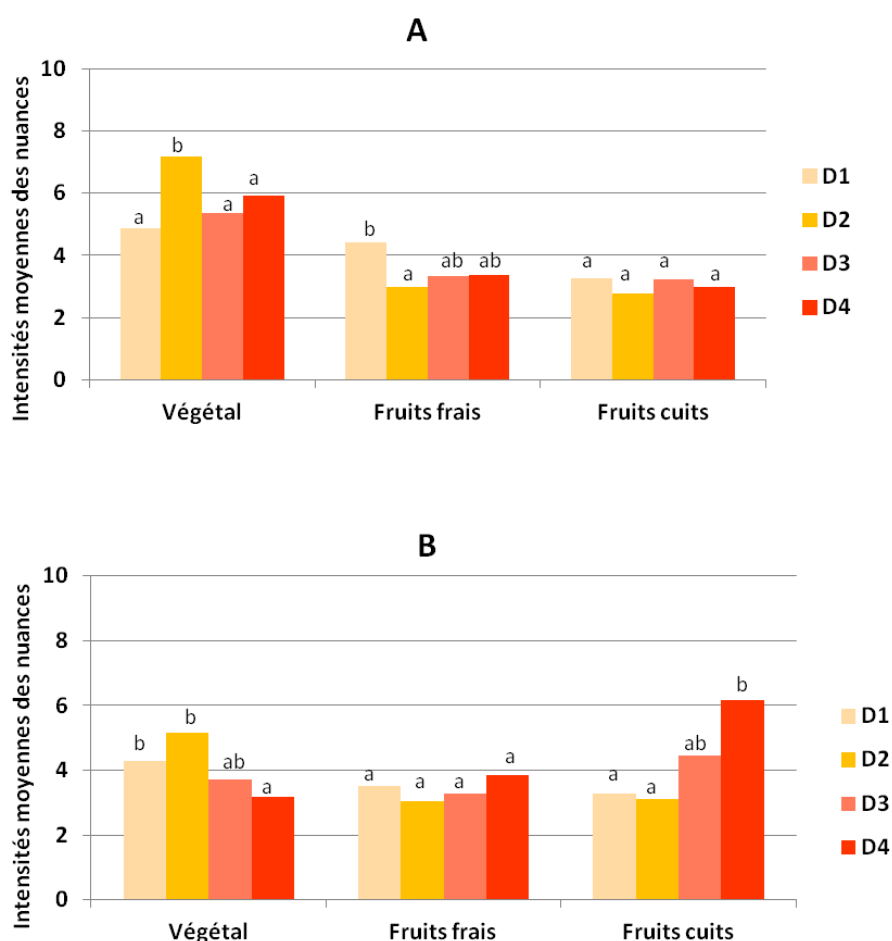 A
Intensités moyennes des nuances
10
8
6
4
2
0
a
b
a
a
b
a
ab
ab
a
a
a
a
Végétal
Fruits frais
Fruits cuits
D1
D2
D3
D4
B
Intensités moyennes des nuances
10
8
6
4
2
0
b
b
ab
a
a
a
a
a
a
a
ab
b
Végétal
Fruits frais
Fruits cuits
D1
D2
D3
D4